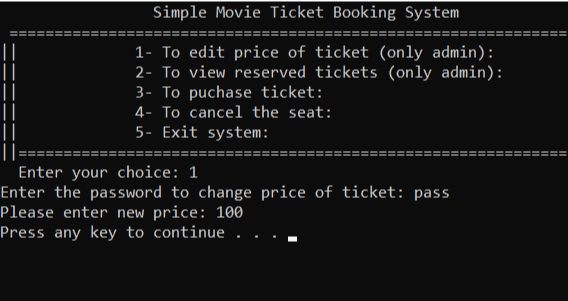 Simple Movie Ticket Booking System
==============================================================
||             1- To edit price of ticket (only admin):
||             2- To view reserved tickets (only admin):
||             3- To puchase ticket:
||             4- To cancel the seat:
||             5- Exit system:
||=============================================================
Enter your choice: 1
Enter the password to change price of ticket: pass
Please enter new price: 100
Press any key to continue . . .